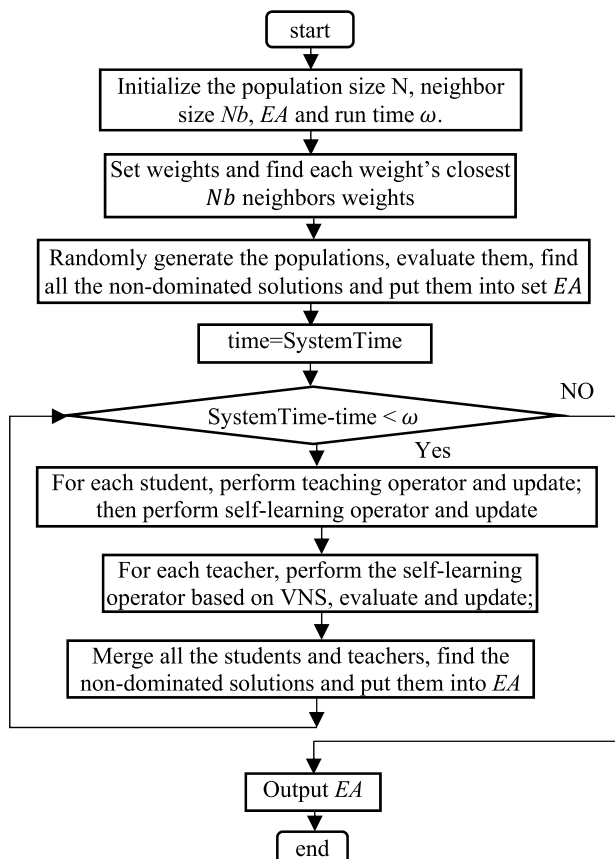 start
Initialize the population size N, neighbor
size Nb, EA and run time ω.
Set weights and find each weight’s closest
Nb neighbors weights
Randomly generate the populations, evaluate them, find
all the non-dominated solutions and put them into set EA
time=SystemTime
SystemTime-time < ω
NO
Yes
For each student, perform teaching operator and update;
then perform self-learning operator and update
For each teacher, perform the self-learning
operator based on VNS, evaluate and update;
Merge all the students and teachers, find the
non-dominated solutions and put them into EA
Output EA
end